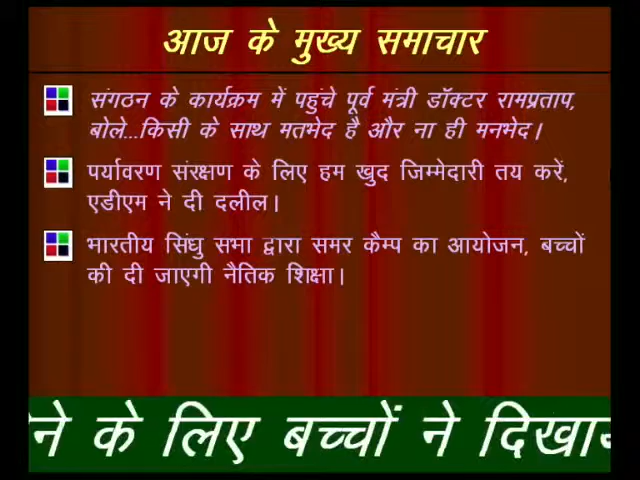 आज के मुख्य समाचार
संगठन के कार्यक्रम में पहुंचे पूर्व मंत्री डॉक्टर रामप्रताप,
बोले...किसी के साथ मतभेद है और ना ही मनभेद।
पर्यावरण संरक्षण के लिए हम खुद जिम्मेदारी तय करें,
एडीएम ने दी दलील।
भारतीय सिंघु सभा द्वारा समर कैम्प का आयोजन, बच्चों
की दी जाएगी नैतिक शिक्षा।
के लिए बच्चों ने